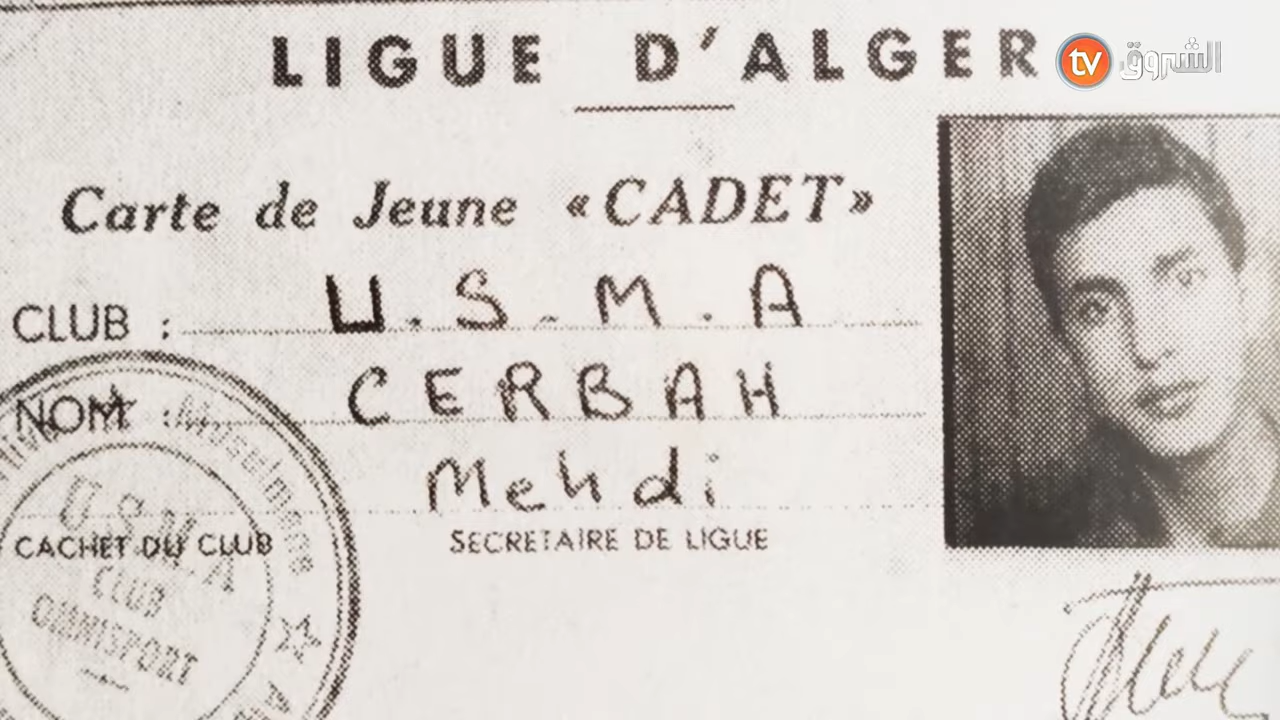 LIGUE D'ALGER
tv الشروق
Carte de Jeune «CADET»
CLUB : U.S.M.A
NOM : CERBAH
Mehdi
CACHET DU CLUB SECRETAIRE DE LIGUE
Musulmane
U.S.M.A
CLUB
OMNISPORT